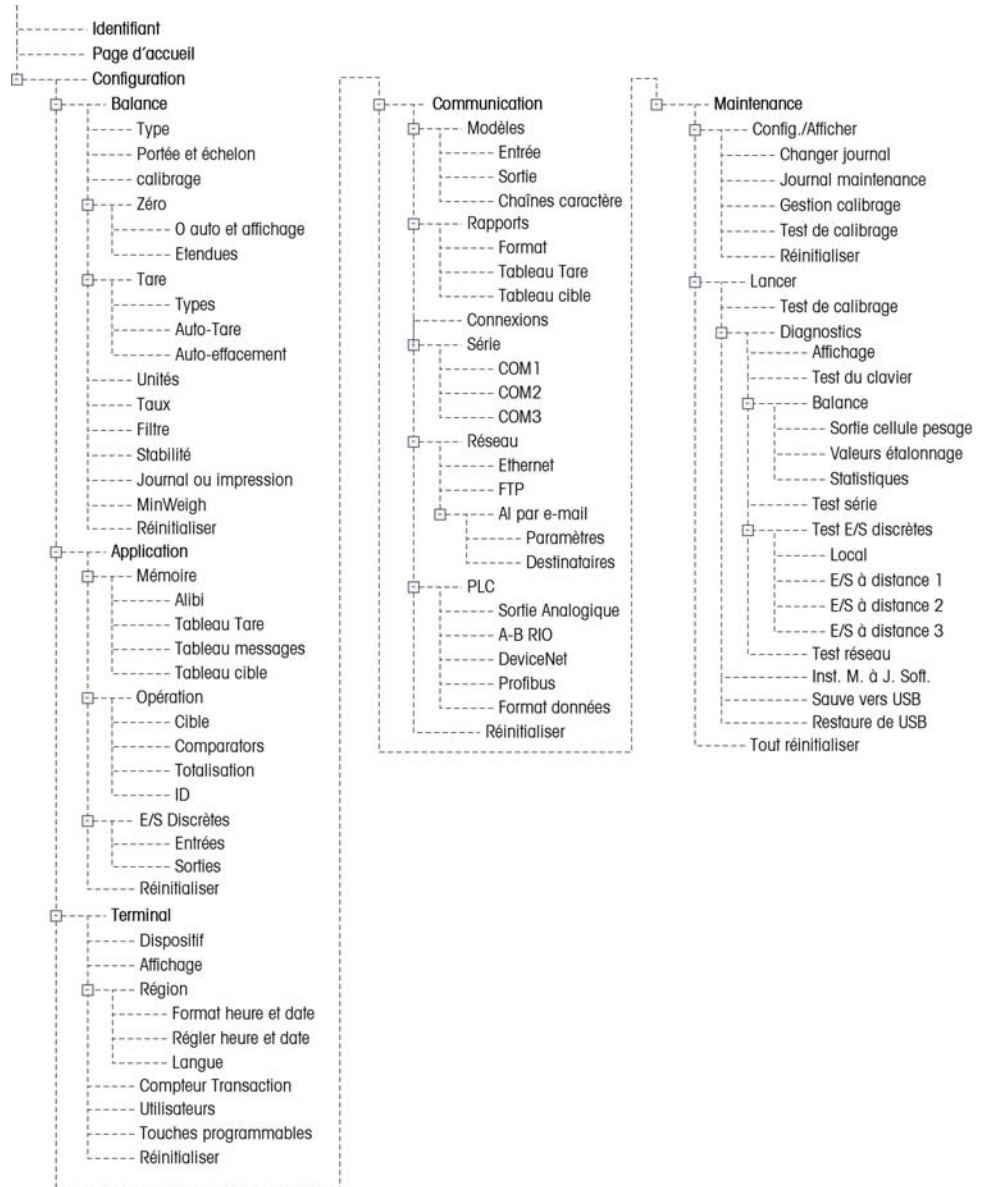 Identifiant
Page d'accueil
Configuration
Balance
Type
Portée et échelon
calibrage
Zéro
O auto et affichage
Etendues
Tare
Types
Auto-Tare
Auto-effacement
Unités
Taux
Filtre
Stabilité
Journal ou impression
MinWeigh
Réinitialiser
Application
Mémoire
Alibi
Tableau Tare
Tableau messages
Tableau cible
Opération
Cible
Comparators
Totalisation
ID
E/S Discrètes
Entrées
Sorties
Réinitialiser
Terminal
Dispositif
Affichage
Région
Format heure et date
Régler heure et date
Langue
Compteur Transaction
Utilisateurs
Touches programmables
Réinitialiser
Communication
Modèles
Entrée
Sortie
Chaînes caractère
Rapports
Format
Tableau Tare
Tableau cible
Connexions
Série
COM1
COM2
COM3
Réseau
Ethernet
FTP
Al par e-mail
Paramètres
Destinataires
PLC
Sortie Analogique
A-B RIO
DeviceNet
Profibus
Format données
Réinitialiser
Maintenance
Config./Afficher
Changer journal
Journal maintenance
Gestion calibrage
Test de calibrage
Réinitialiser
Lancer
Test de calibrage
Diagnostics
Affichage
Test du clavier
Balance
Sortie cellule pesage
Valeurs étalonnage
Statistiques
Test série
Test E/S discrètes
Local
E/S à distance 1
E/S à distance 2
E/S à distance 3
Test réseau
Inst. M. à J. Soft.
Sauve vers USB
Restaure de USB
Tout réinitialiser